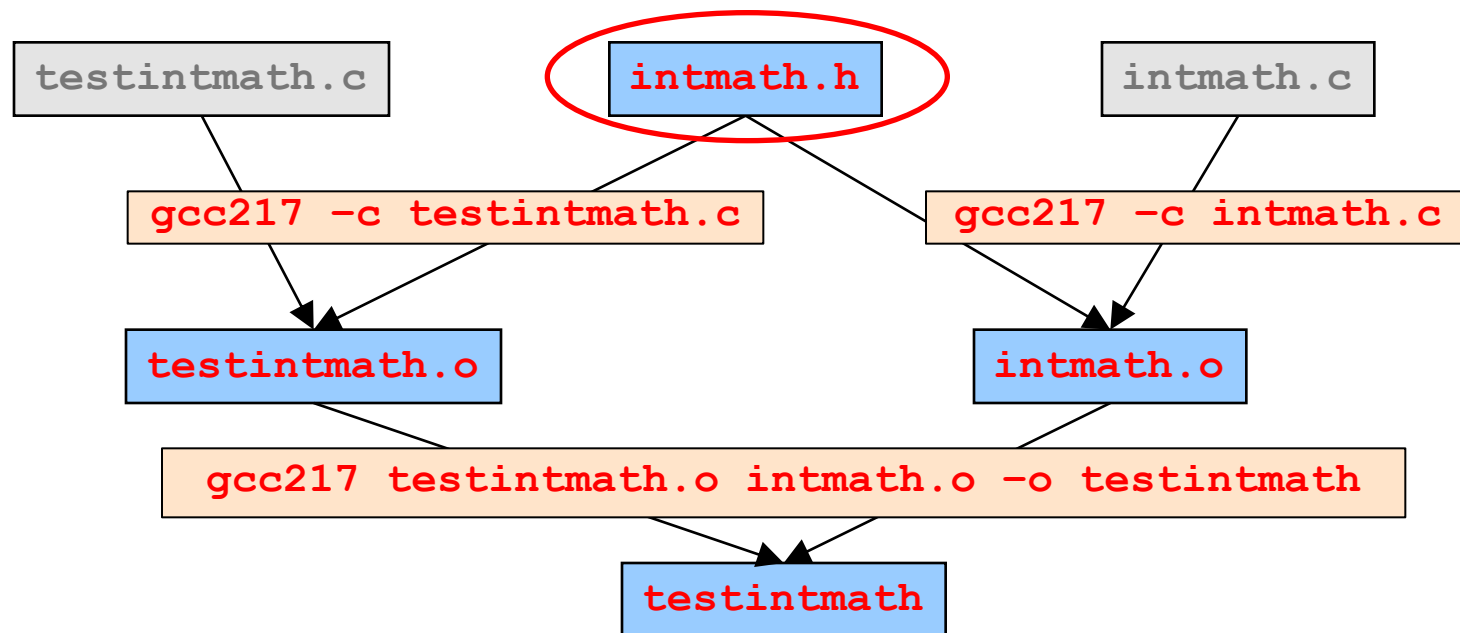 testintmath.c
intmath.h
intmath.c
gcc217 –c testintmath.c
gcc217 –c intmath.c
testintmath.o
intmath.o
gcc217 testintmath.o intmath.o –o testintmath
testintmath